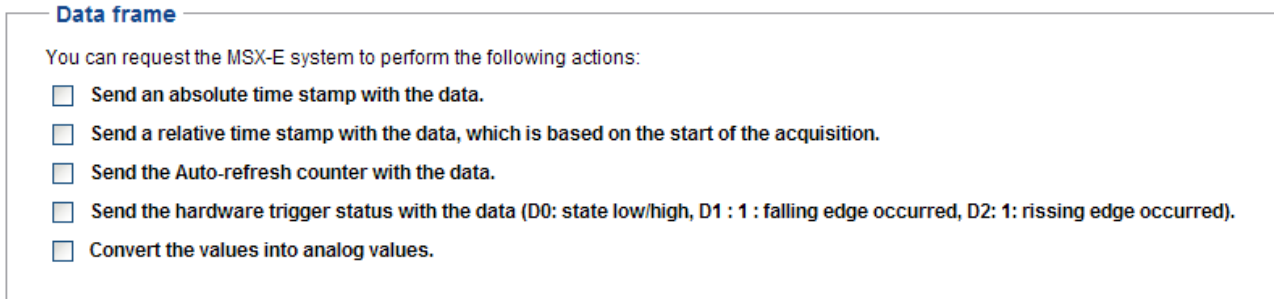 Data frame
You can request the MSX-E system to perform the following actions:
Send an absolute time stamp with the data.
Send a relative time stamp with the data, which is based on the start of the acquisition.
Send the Auto-refresh counter with the data.
Send the hardware trigger status with the data (D0: state low/high, D1 : 1 : falling edge occurred, D2: 1: rissing edge occurred).
Convert the values into analog values.